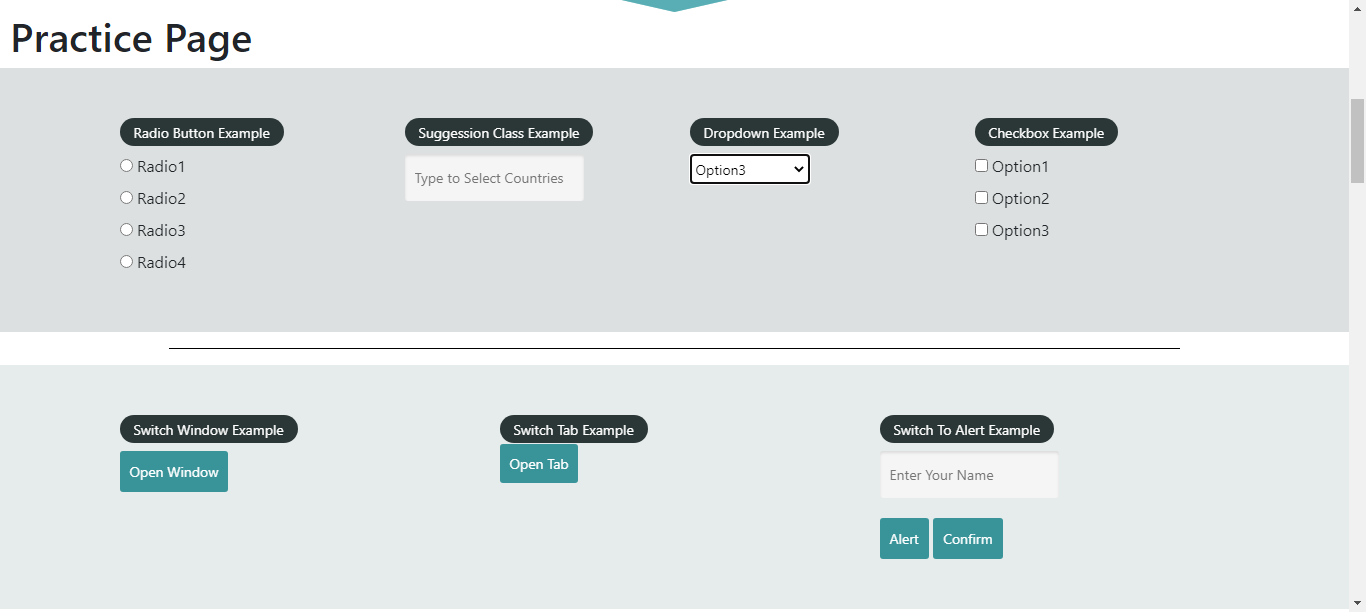 Practice Page
Radio Button Example
Radio1
Radio2
Radio3
Radio4
Suggession Class Example
Type to Select Countries
Dropdown Example
Option3
Checkbox Example
Option1
Option2
Option3
Switch Window Example
Open Window
Switch Tab Example
Open Tab
Switch To Alert Example
Enter Your Name
Alert Confirm